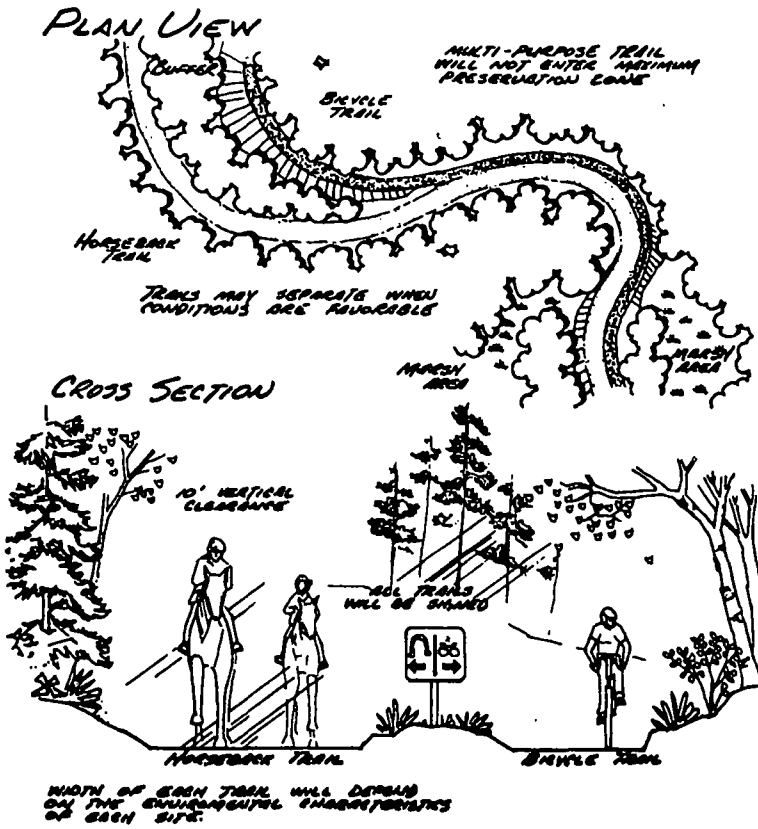 PLAN VIEW
BUFFER
BICYCLE
TRAIL
MULTI-PURPOSE TRAIL
WILL NOT ENTER MAXIMUM
PRESERVATION ZONE
HORSEBACK
TRAIL
TRAILS MAY SEPARATE WHEN
CONDITIONS ARE FAVORABLE
MARSH
AREA
MARSH
AREA
CROSS SECTION
10' VERTICAL
CLEARANCE
ALL TRAILS
WILL BE SIGNED
HORSEBACK TRAIL
BICYCLE TRAIL
WIDTH OF EACH TRAIL WILL DEPEND
ON THE ENVIRONMENTAL CHARACTERISTICS
OF EACH SITE.